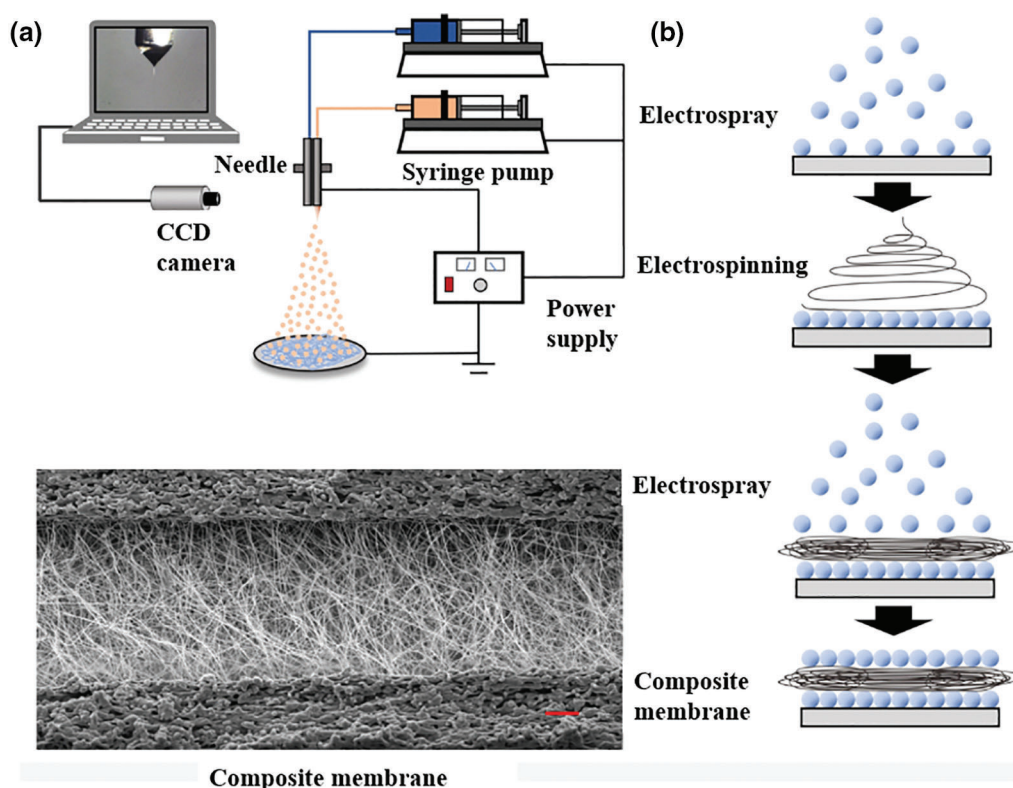 (a)
Needle
Syringe pump
CCD
camera
Power
supply
Composite membrane
(b)
Electrospray
Electrospinning
Electrospray
Composite
membrane